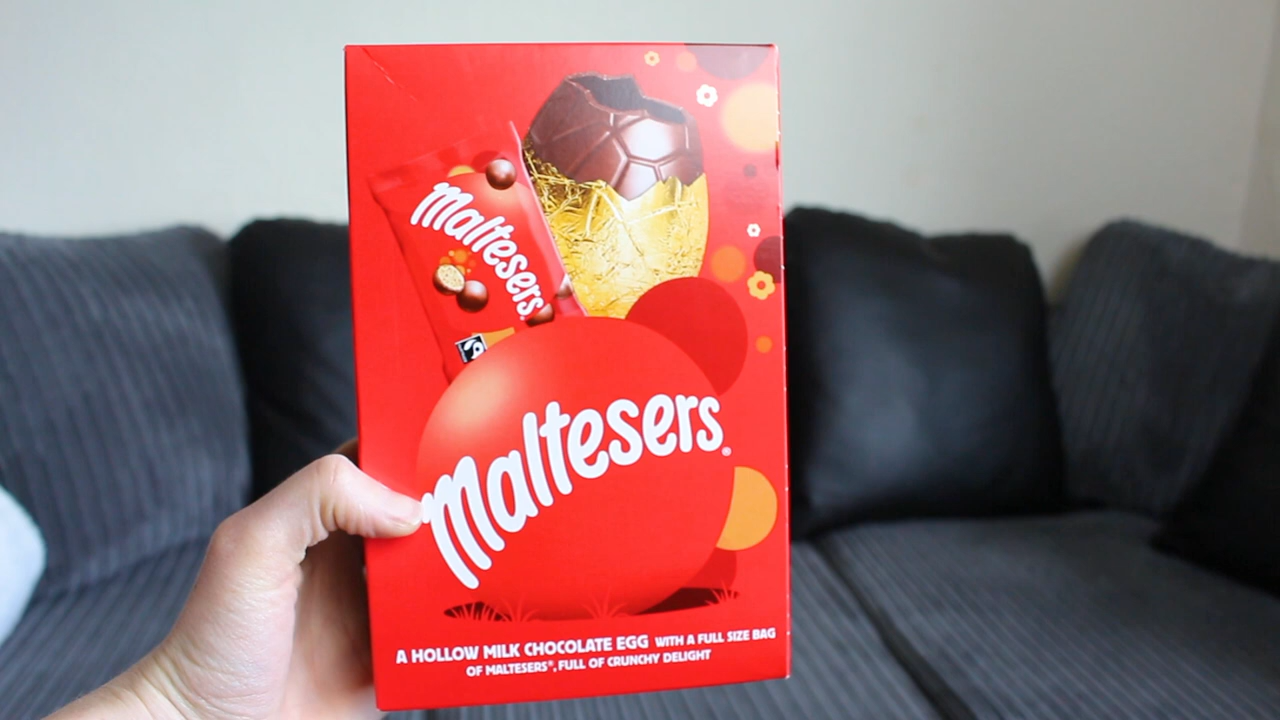 Maltesers
Maltesers®
A HOLLOW MILK CHOCOLATE EGG WITH A FULL SIZE BAG
OF MALTESERS®, FULL OF CRUNCHY DELIGHT